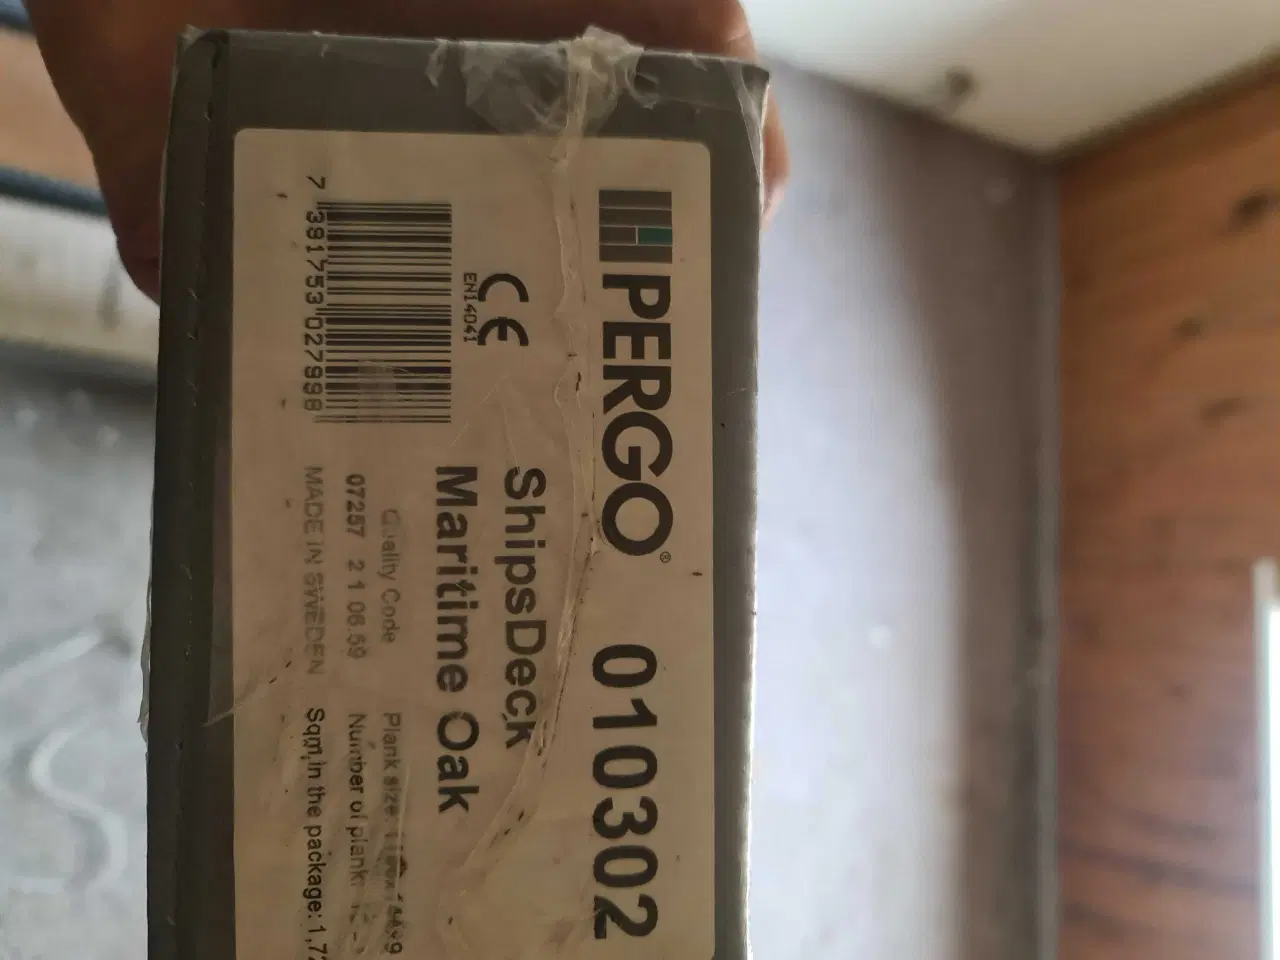 PERGO® 010302
ShipsDeck
Maritime Oak
CE
EN14041
Quality Code
07257 2 1 06.59
MADE IN SWEDEN
Plank size:
Number of plank
Sqm,in the package: 1,72
7 391753 027998